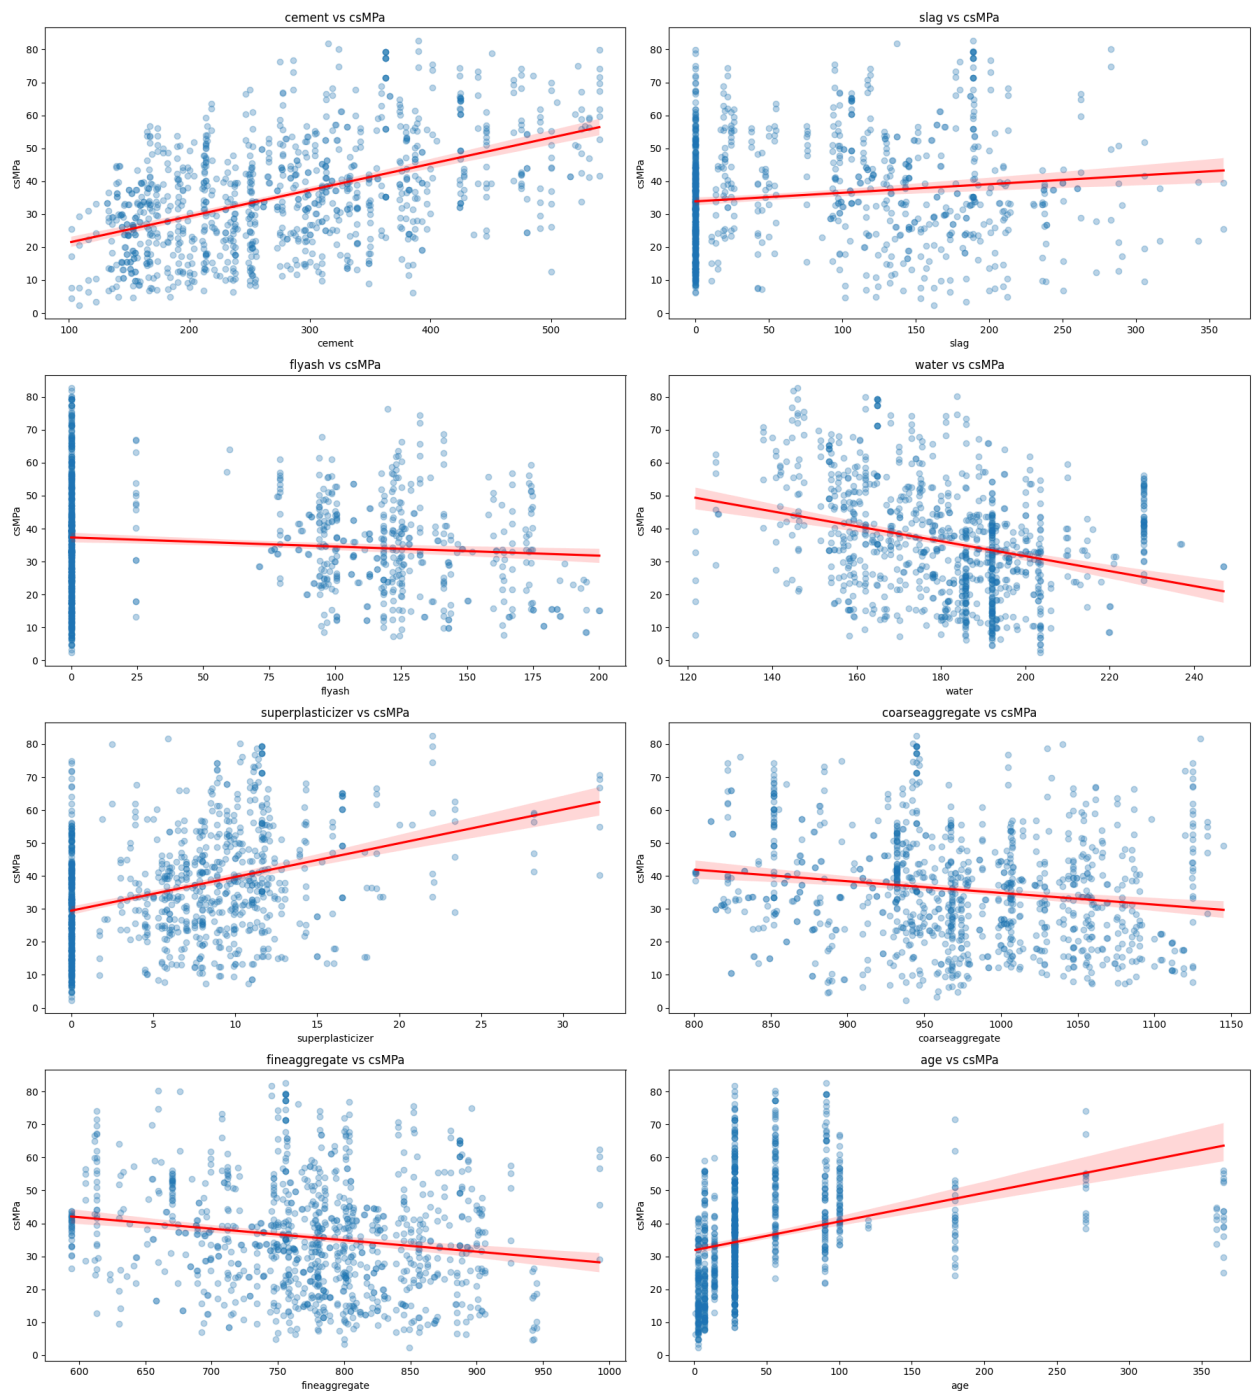 cement vs csMPa
80
70
60
50
40
30
20
10
0
csMPa
100 200 300 400 500
cement
slag vs csMPa
80
70
60
50
40
30
20
10
0
csMPa
0 50 100 150 200 250 300 350
slag
flyash vs csMPa
80
70
60
50
40
30
20
10
0
csMPa
0 25 50 75 100 125 150 175 200
flyash
water vs csMPa
80
70
60
50
40
30
20
10
0
csMPa
120 140 160 180 200 220 240
water
superplasticizer vs csMPa
80
70
60
50
40
30
20
10
0
csMPa
0 5 10 15 20 25 30
superplasticizer
coarseaggregate vs csMPa
80
70
60
50
40
30
20
10
0
csMPa
800 850 900 950 1000 1050 1100 1150
coarseaggregate
fineaggregate vs csMPa
80
70
60
50
40
30
20
10
0
csMPa
600 650 700 750 800 850 900 950 1000
fineaggregate
age vs csMPa
80
70
60
50
40
30
20
10
0
csMPa
0 50 100 150 200 250 300 350
age